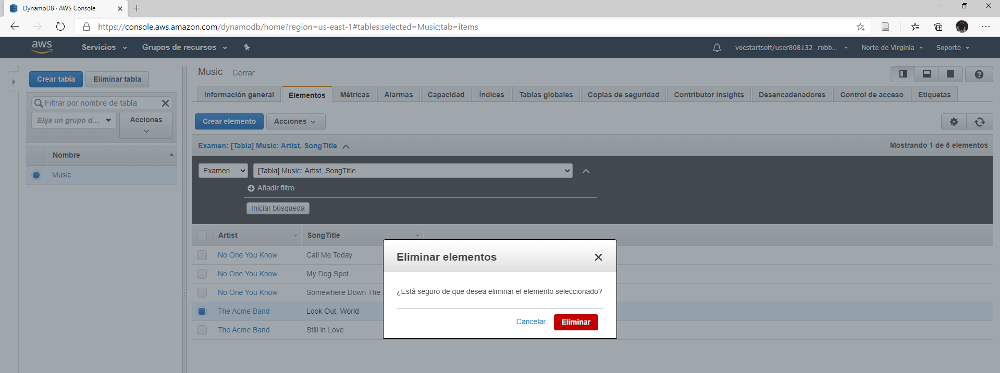 DynamoDB · AWS Console
https://console.aws.amazon.com/dynamodb/home?region=us-east-1#tables:selected=Music;tab=items
aws Servicios Grupos de recursos vocstartsoft/user808132=robb... Norte de Virginia Soporte
Crear tabla Eliminar tabla
Filtrar por nombre de tabla
Elija un grupo d... Acciones
Nombre
Music
Music Cerrar
Información general Elementos Métricas Alarmas Capacidad Índices Tablas globales Copias de seguridad Contributor Insights Desencadenadores Control de acceso Etiquetas
Crear elemento Acciones
Examen: [Tabla] Music: Artist, SongTitle Mostrando 1 de 5 elementos
Examen [Tabla] Music: Artist, SongTitle
Añadir filtro
Iniciar búsqueda
Artist SongTitle
No One You Know Call Me Today
No One You Know My Dog Spot
No One You Know Somewhere Down The
The Acme Band Look Out, World
The Acme Band Still in Love
Eliminar elementos
¿Está seguro de que desea eliminar el elemento seleccionado?
Cancelar Eliminar